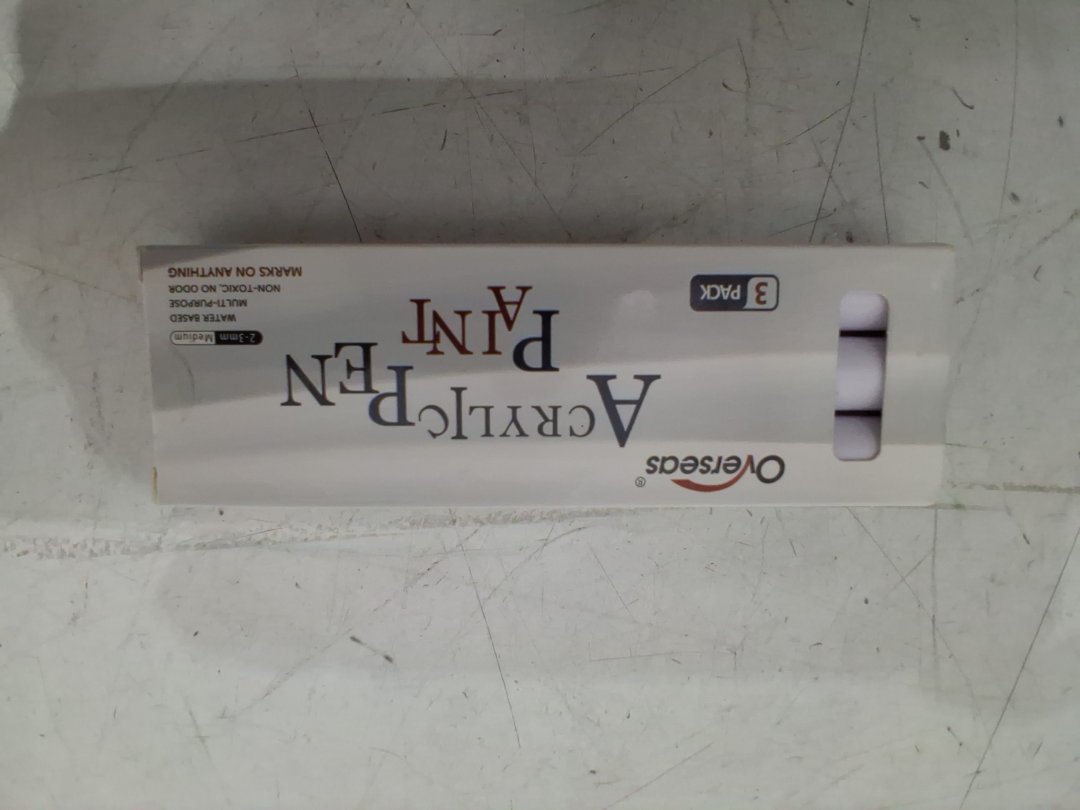 Overseas®
ACRYLIC PEN
PAINT
3 PACK
2-3mm Medium
WATER BASED
MULTI-PURPOSE
NON-TOXIC, NO ODOR
MARKS ON ANYTHING